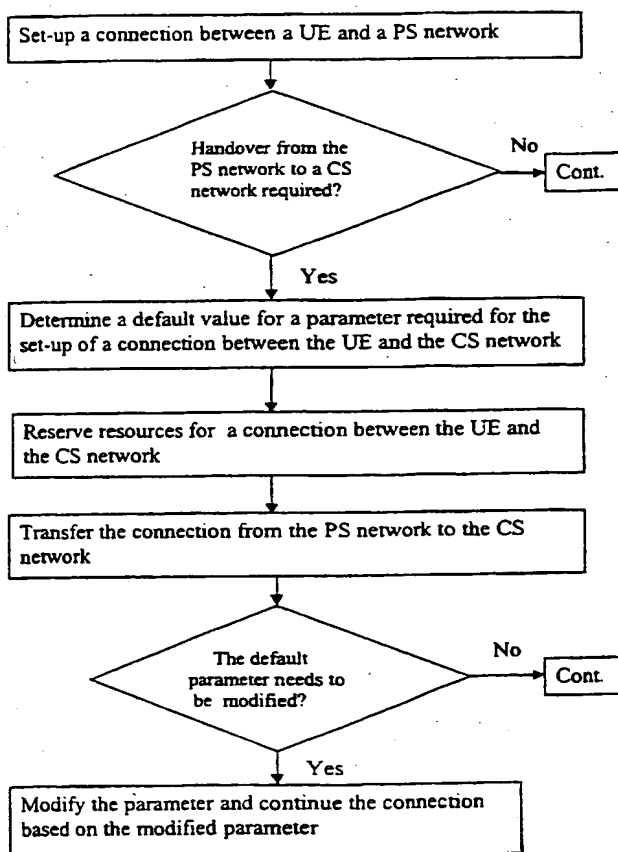 Set-up a connection between a UE and a PS network
Handover from the
PS network to a CS
network required?
No
Cont.
Yes
Determine a default value for a parameter required for the
set-up of a connection between the UE and the CS network
Reserve resources for a connection between the UE and
the CS network
Transfer the connection from the PS network to the CS
network
The default
parameter needs to
be modified?
No
Cont.
Yes
Modify the parameter and continue the connection
based on the modified parameter